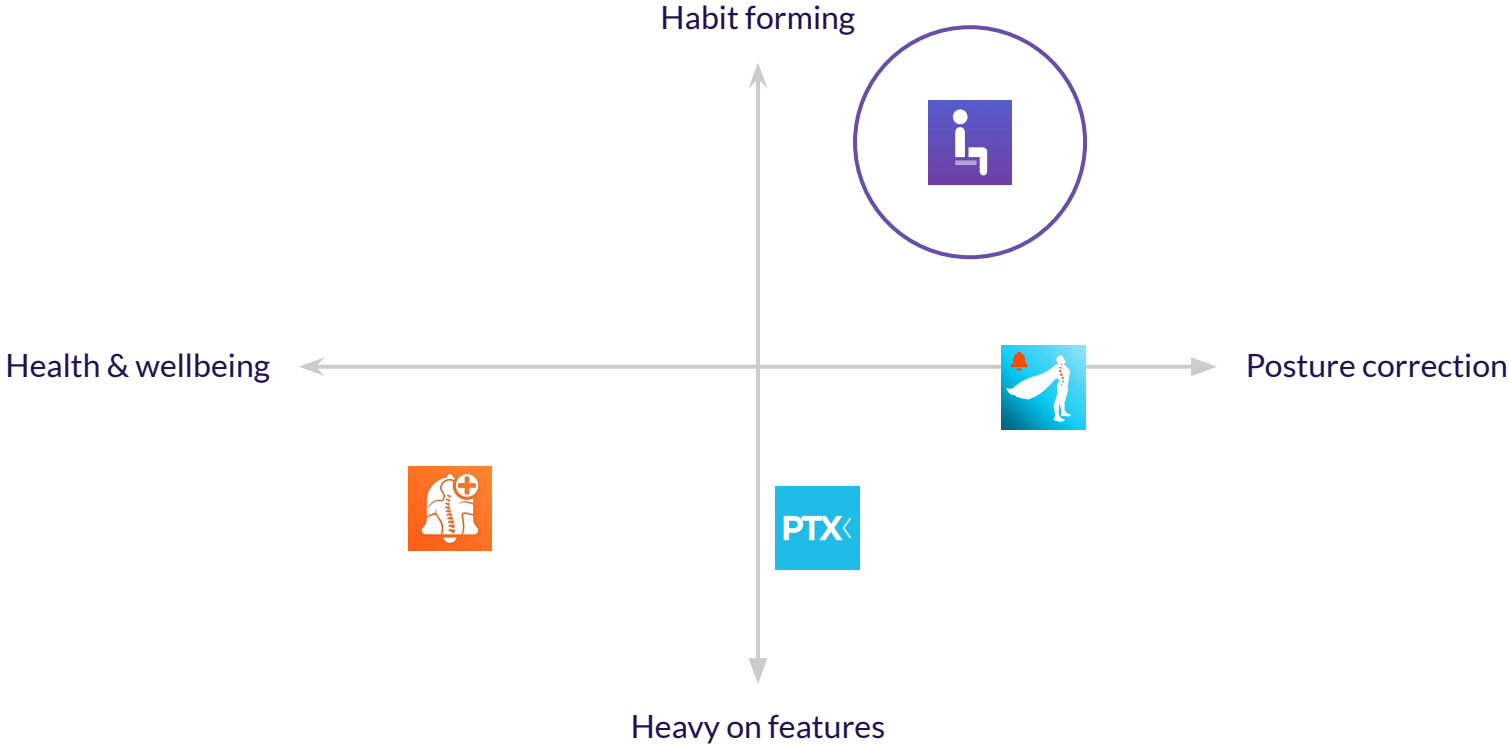 Habit forming
Health & wellbeing
Posture correction
PTX
Heavy on features